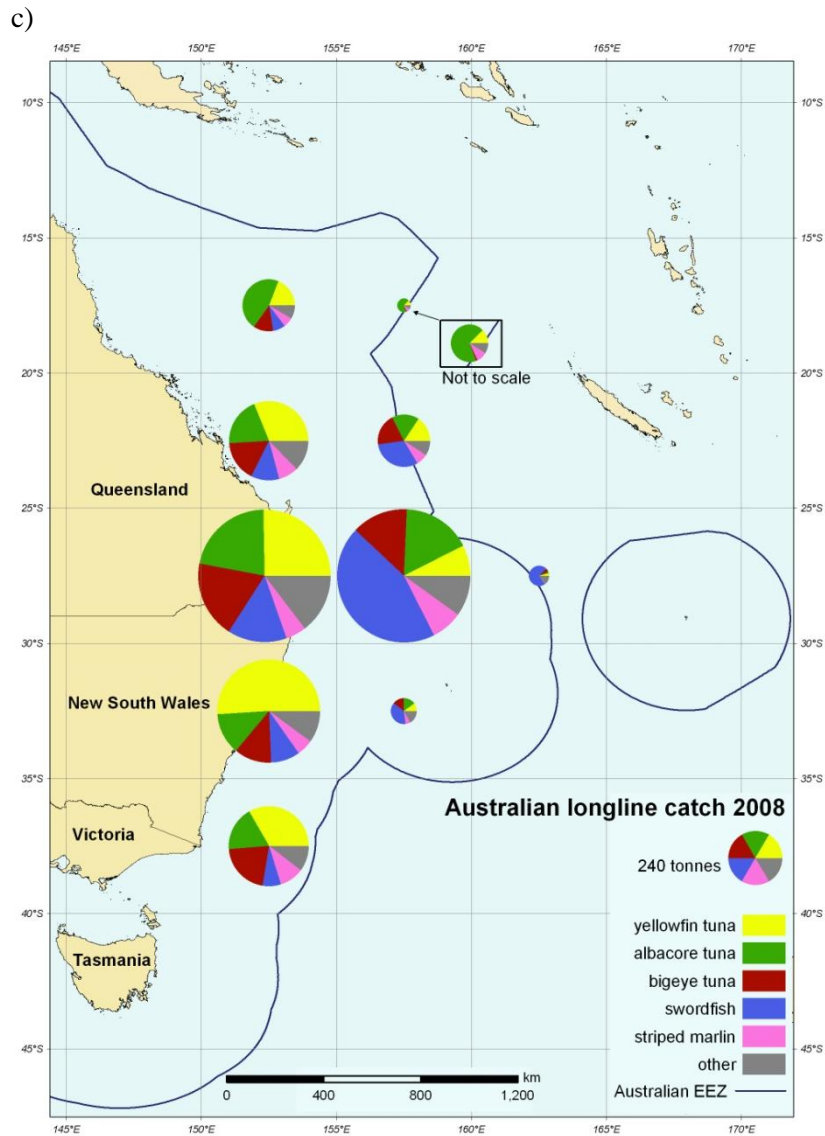 c)
145°E 150°E 155°E 160°E 165°E 170°E
10°S 10°S
15°S 15°S
Not to scale
20°S 20°S
Queensland
25°S 25°S
30°S 30°S
New South Wales
35°S 35°S
Australian longline catch 2008
Victoria
240 tonnes
40°S 40°S
yellowfin tuna
albacore tuna
Tasmania
bigeye tuna
swordfish
striped marlin
45°S 45°S
other
Australian EEZ
km
0 400 800 1,200
145°E 150°E 155°E 160°E 165°E 170°E